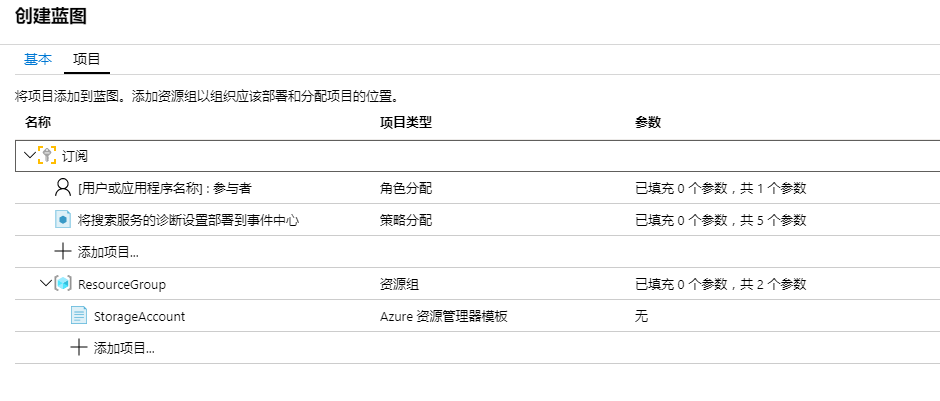 创建蓝图
基本 项目
将项目添加到蓝图。添加资源组以组织应该部署和分配项目的位置。
名称 项目类型 参数
订阅
[用户或应用程序名称] : 参与者 角色分配 已填充 0 个参数，共 1 个参数
将搜索服务的诊断设置部署到事件中心 策略分配 已填充 0 个参数，共 5 个参数
添加项目...
ResourceGroup 资源组 已填充 0 个参数，共 2 个参数
StorageAccount Azure 资源管理器模板 无
添加项目...